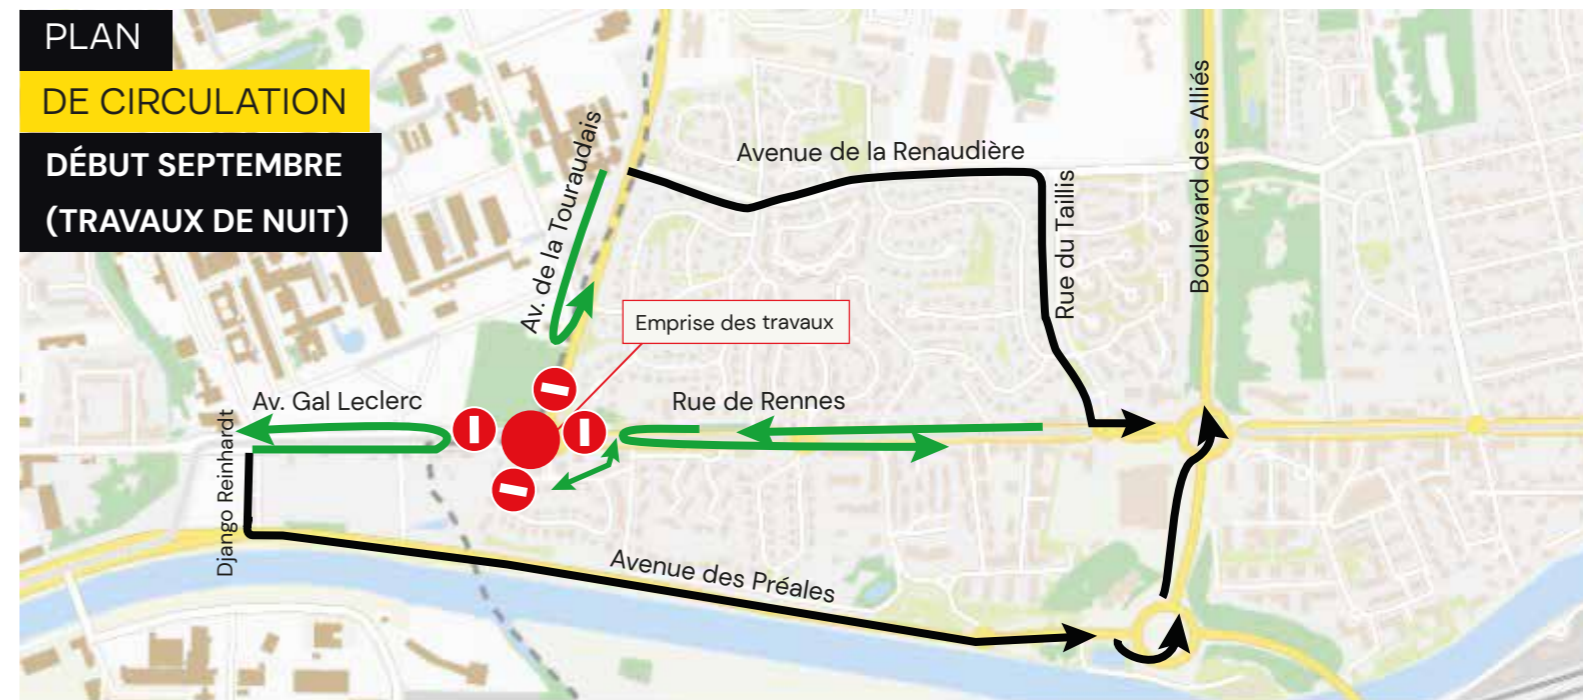 PLAN
DE CIRCULATION
DÉBUT SEPTEMBRE
(TRAVAUX DE NUIT)
Av. de la Touraudais
Avenue de la Renaudière
Rue du Taillis
Boulevard des Alliés
Emprise des travaux
Av. Gal Leclerc
Rue de Rennes
Django Reinhardt
Avenue des Préales